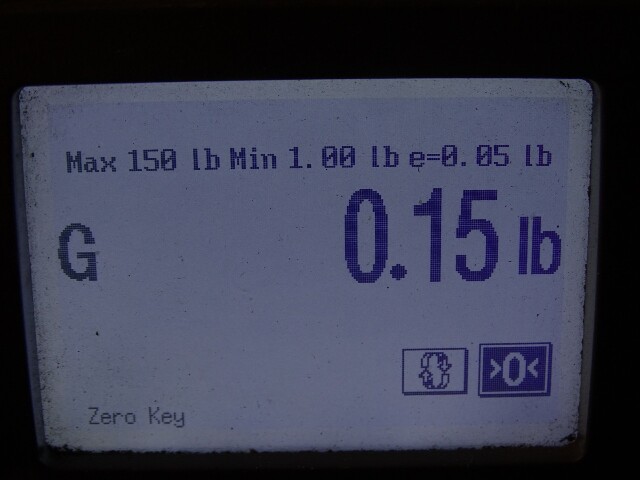 Max 150 lb Min 1.00 lb e=0.05 lb
G 0.15 lb
>0<
Zero Key